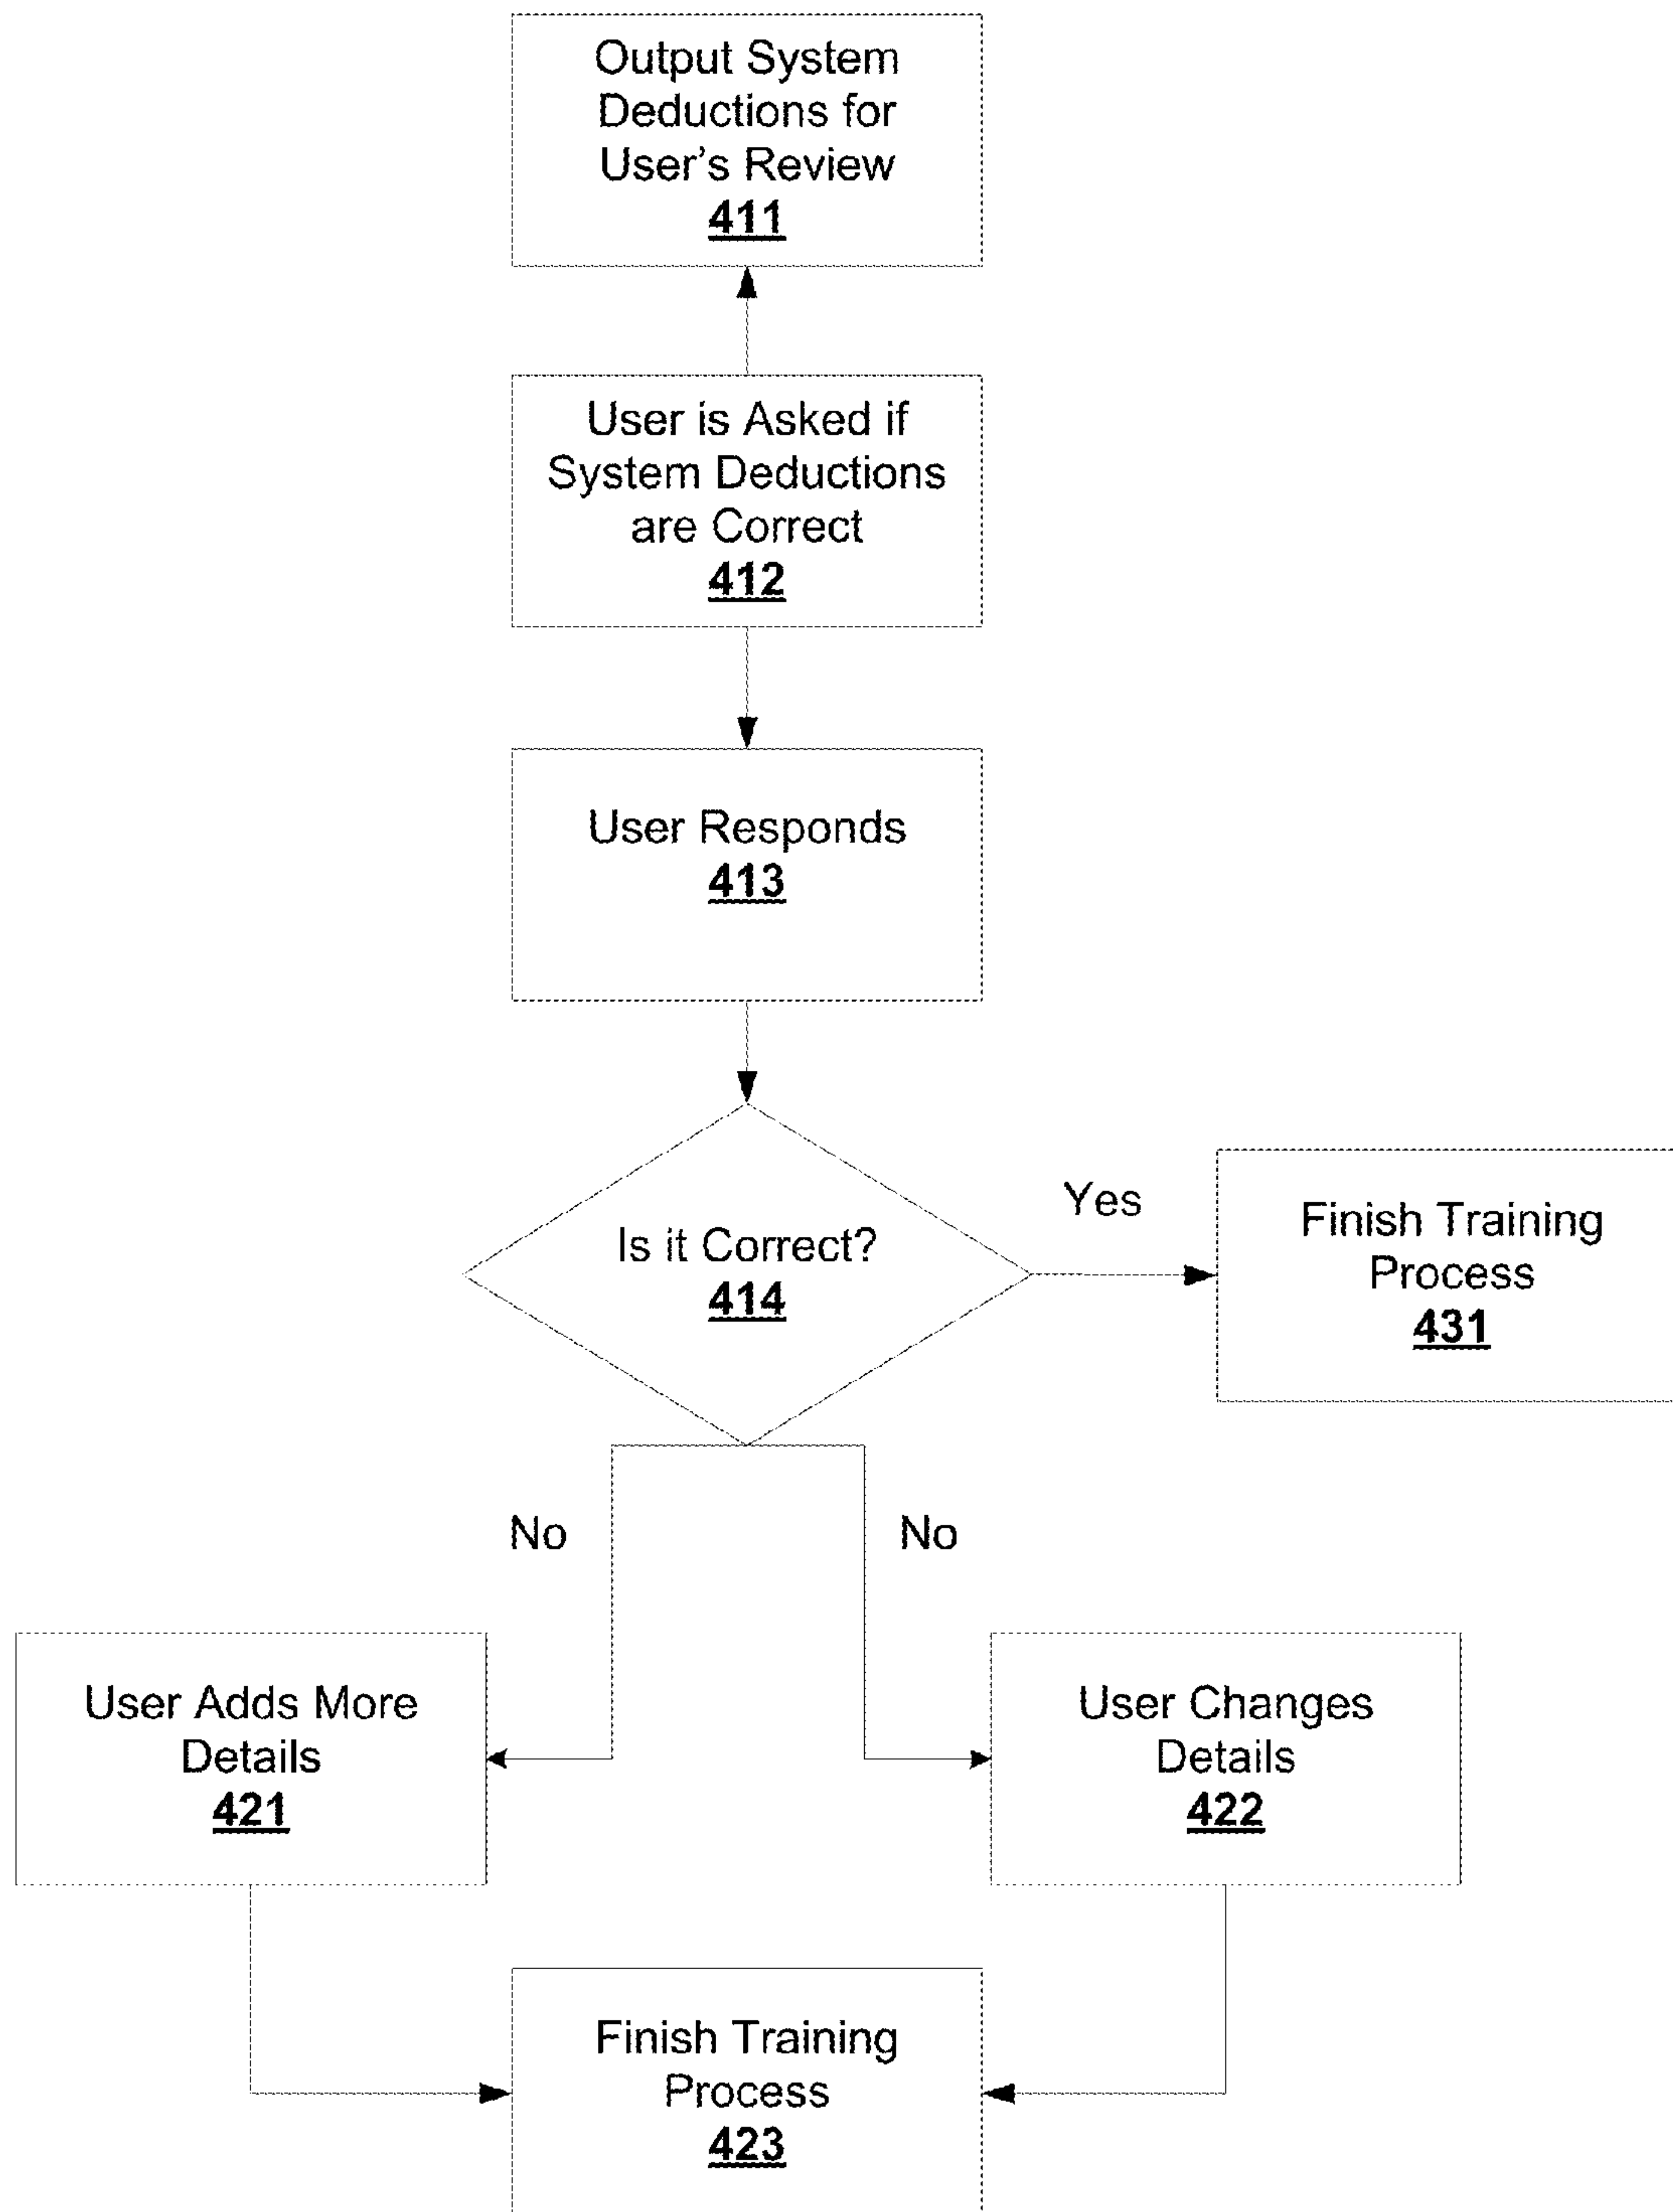 Output System
Deductions for
User's Review
411
User is Asked if
System Deductions
are Correct
412
User Responds
413
Is it Correct?
414
Yes
Finish Training
Process
431
No
No
User Adds More
Details
421
User Changes
Details
422
Finish Training
Process
423